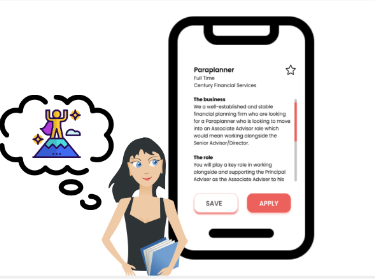 Paraplanner
Full Time
Century Financial Services
The business
We a well-established and stable
financial planning firm who are looking
for a Paraplanner who is looking to move
into an Associate Advisor role which
would mean working alongside the
Senior Advisor/Director.
The role
You will play a key role in working
alongside and supporting the Principal
Adviser as the Associate Adviser to his
SAVE
APPLY